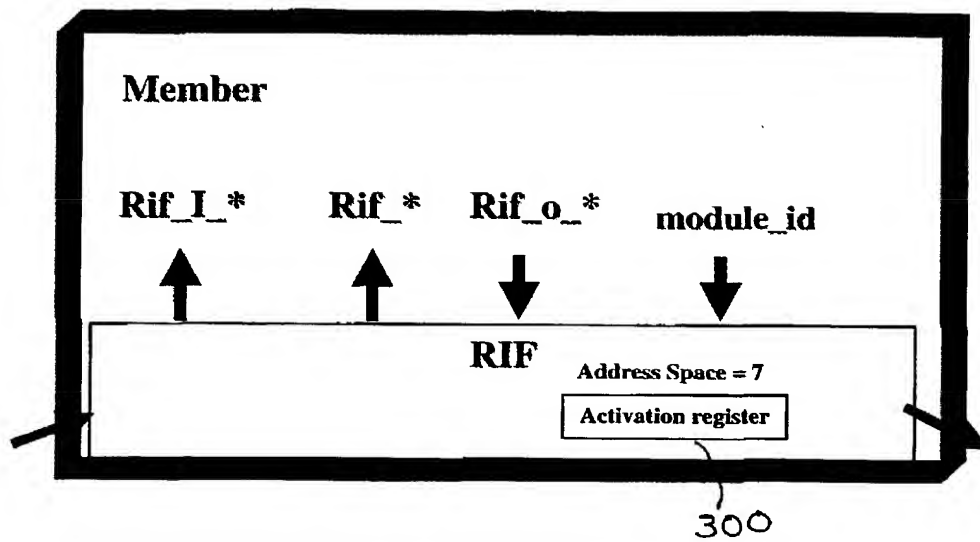 Member
Rif_I_* Rif_* Rif_o_* module_id
RIF
Address Space = 7
Activation register
300